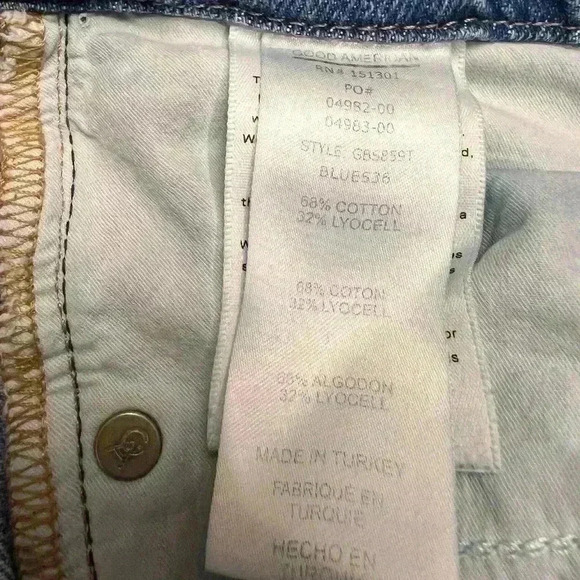 GOOD AMERICAN
RN# 151301
PO#
04982-00
04983-00
STYLE: GBS859T
BLUE536
68% COTTON
32% LYOCELL
68% COTON
32% LYOCELL
68% ALGODON
32% LYOCELL
MADE IN TURKEY
FABRIQUÉ EN
TURQUIE
HECHO EN